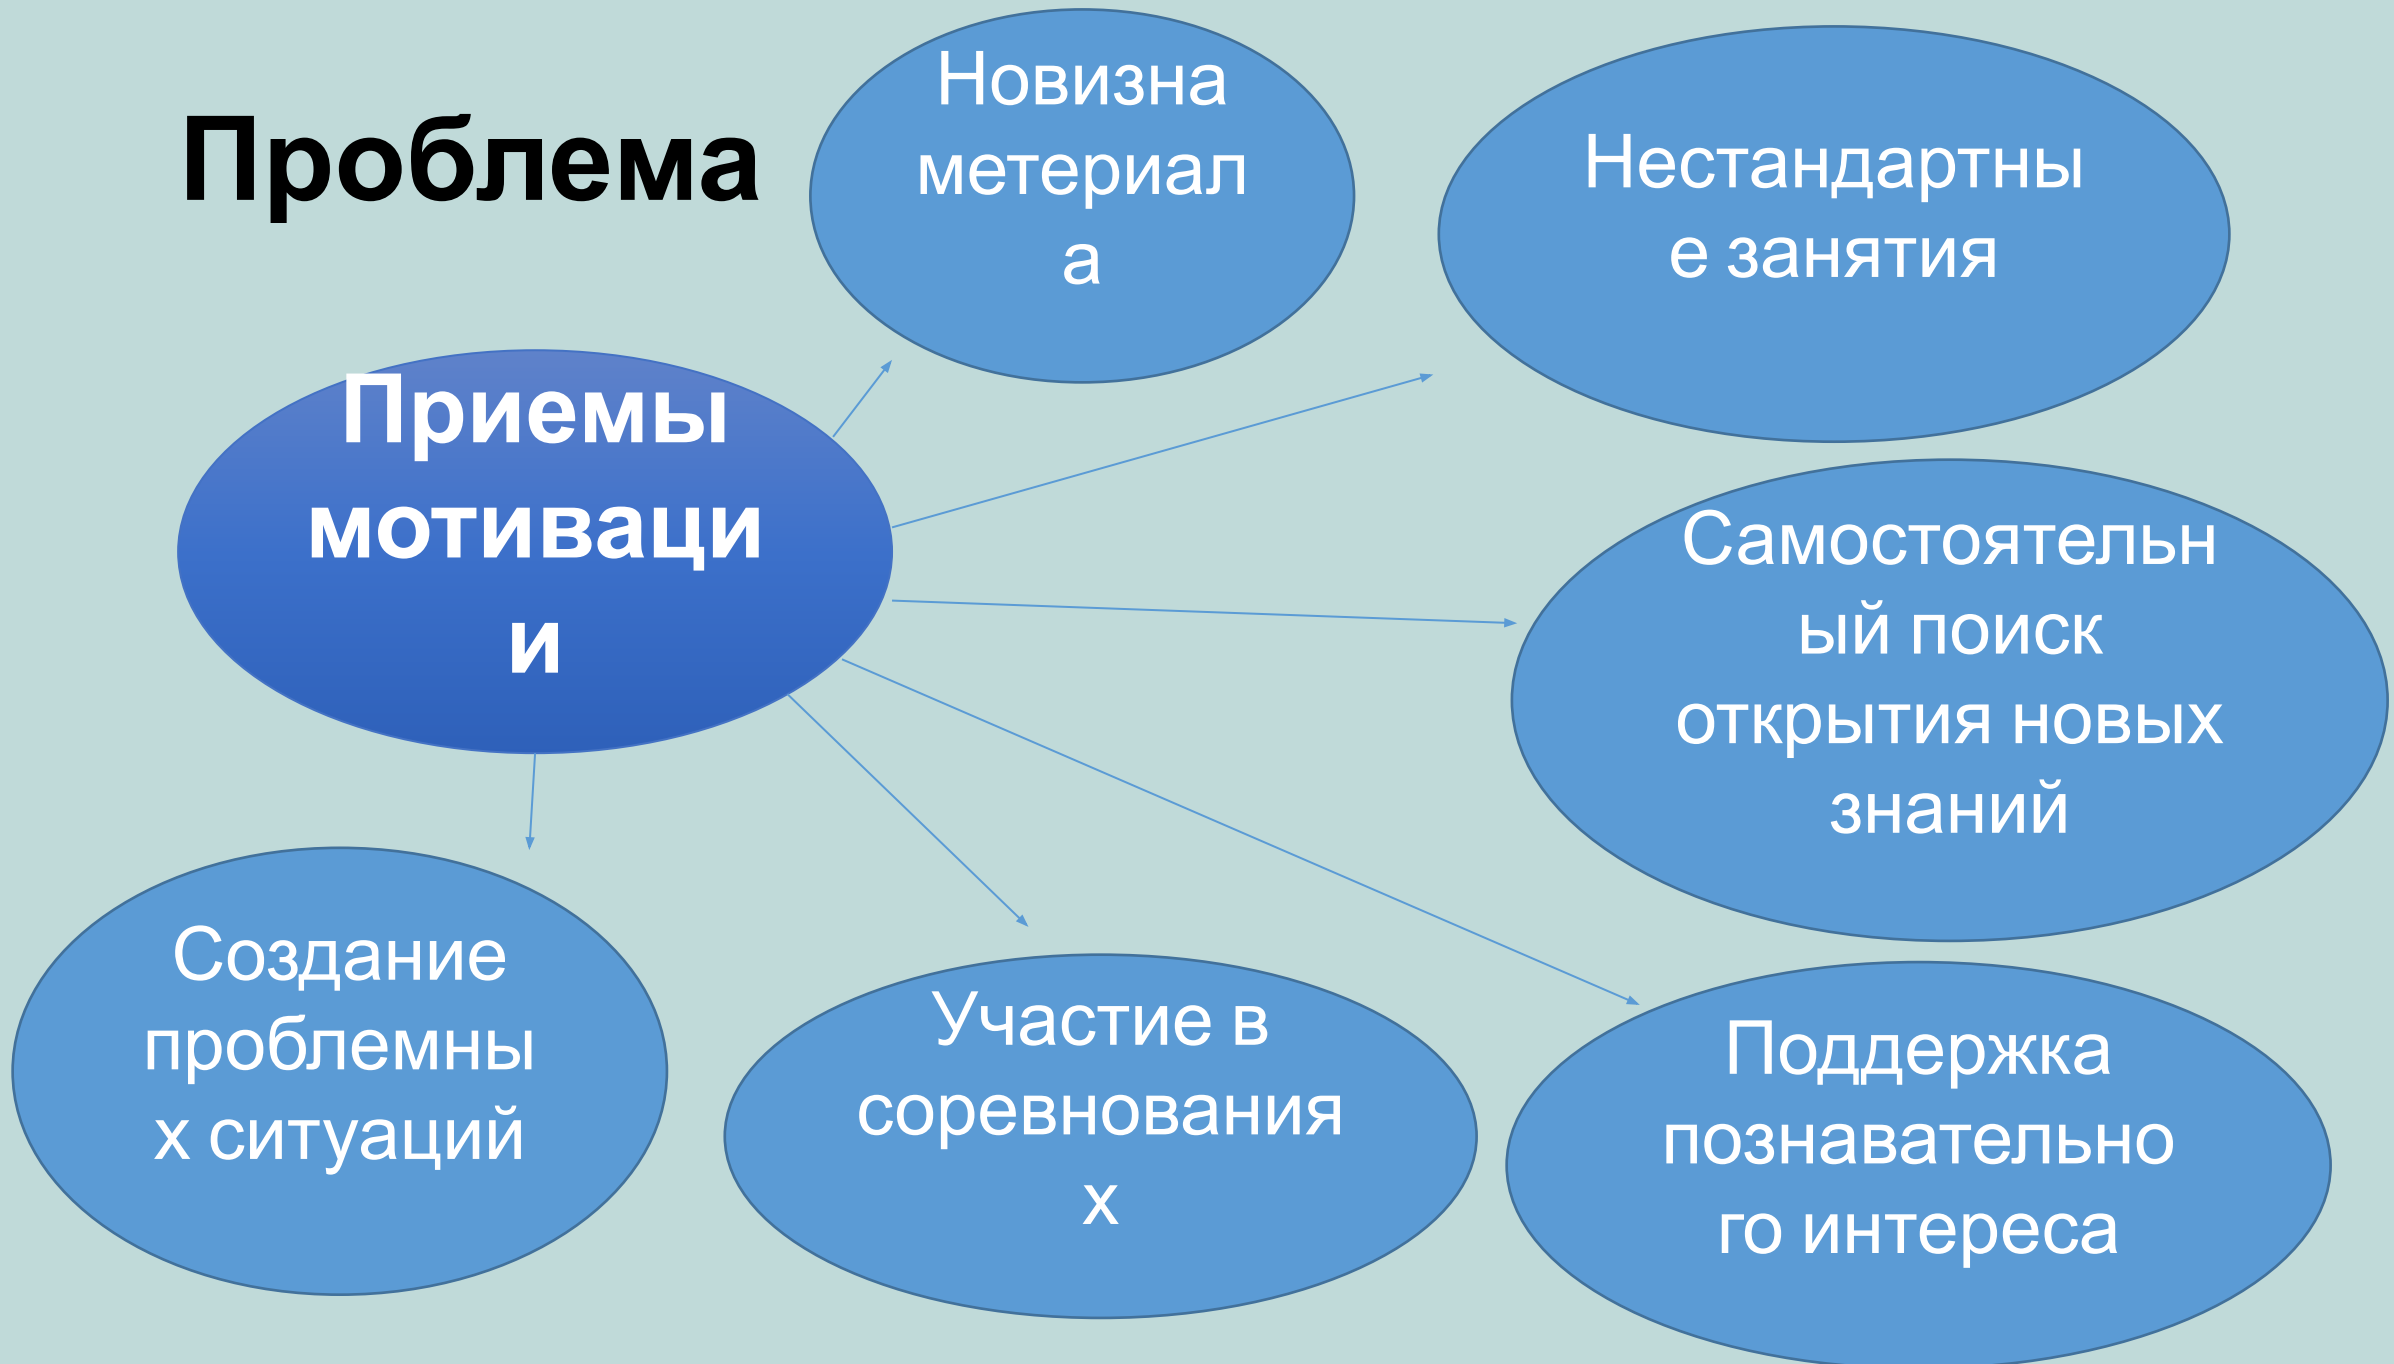 Проблема
Новизна
метериал
а
Нестандартны
е занятия
Приемы
мотиваци
и
Самостоятельн
ый поиск
открытия новых
знаний
Создание
проблемны
х ситуаций
Участие в
соревнования
х
Поддержка
познавательно
го интереса